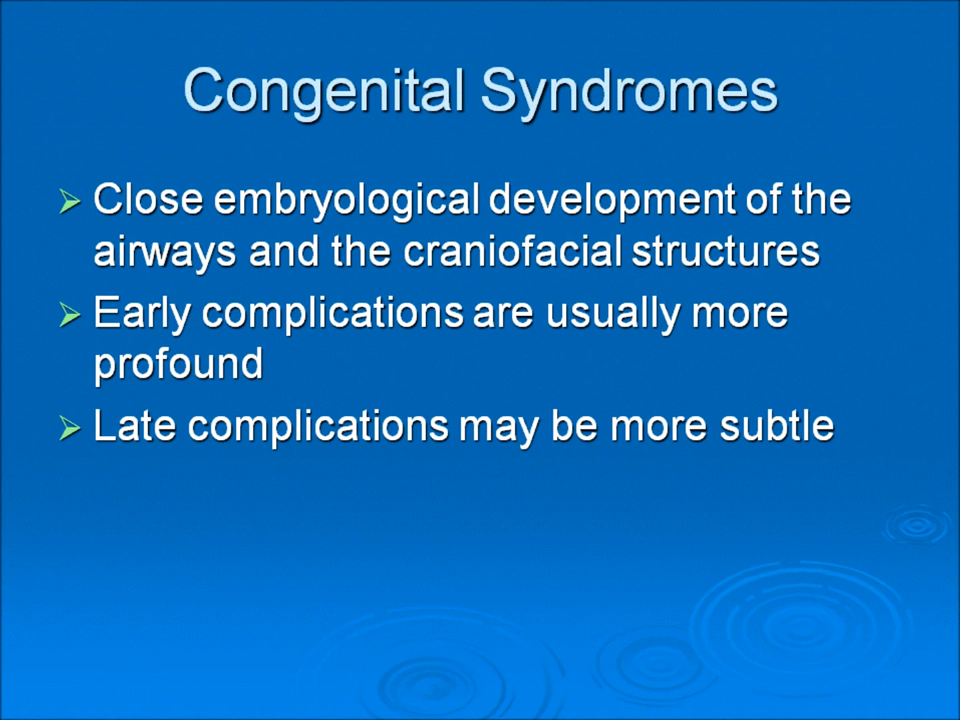 Congenital Syndromes
Close embryological development of the
airways and the craniofacial structures
Early complications are usually more
profound
Late complications may be more subtle